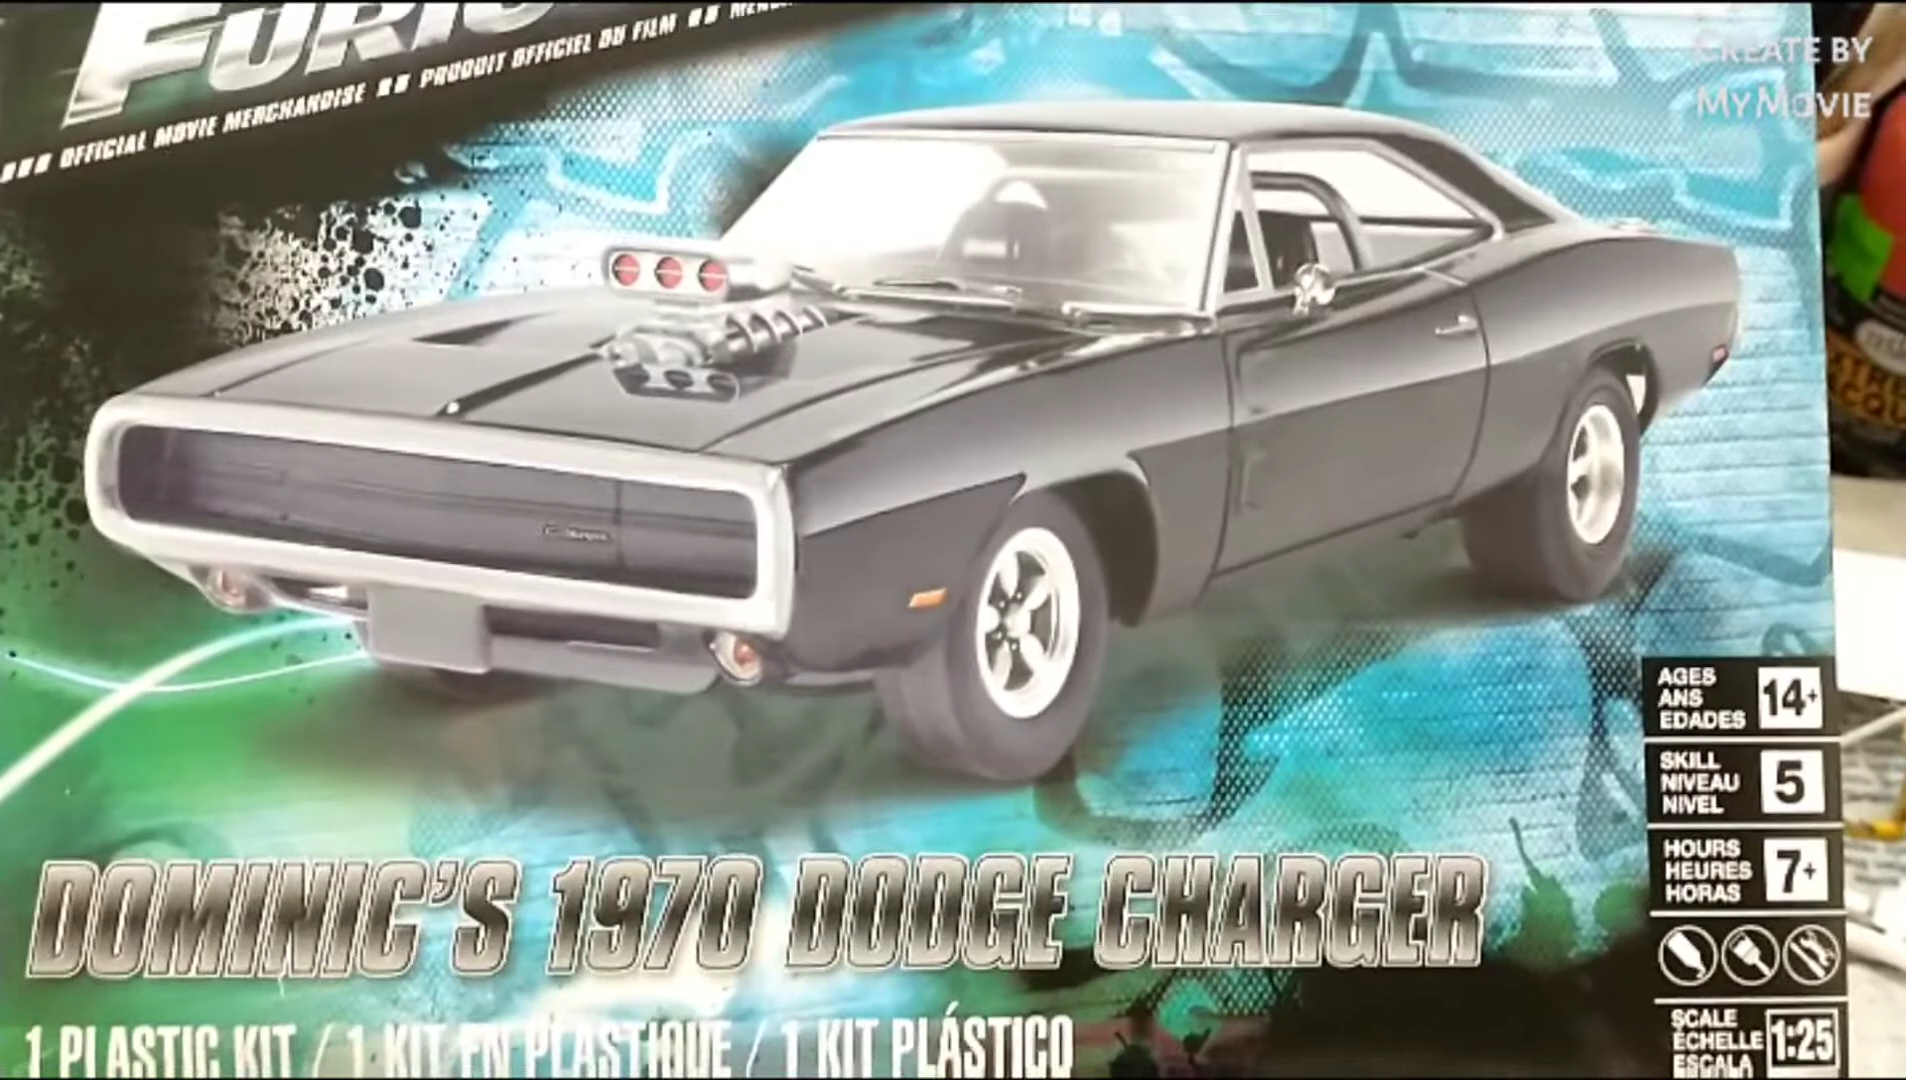 FURIO
OFFICIAL MOVIE MERCHANDISE ■■ PRODUIT OFFICIEL DU FILM ■■
CREATE BY
MYMOVIE
AGES
ANS
EDADES
14+
SKILL
NIVEAU
NIVEL
5
HOURS
HEURES
HORAS
7+
DOMINIC'S 1970 DODGE CHARGER
1 PLASTIC KIT / 1 KIT EN PLASTIQUE / 1 KIT PLÁSTICO
SCALE
ÉCHELLE
ESCALA
1:25